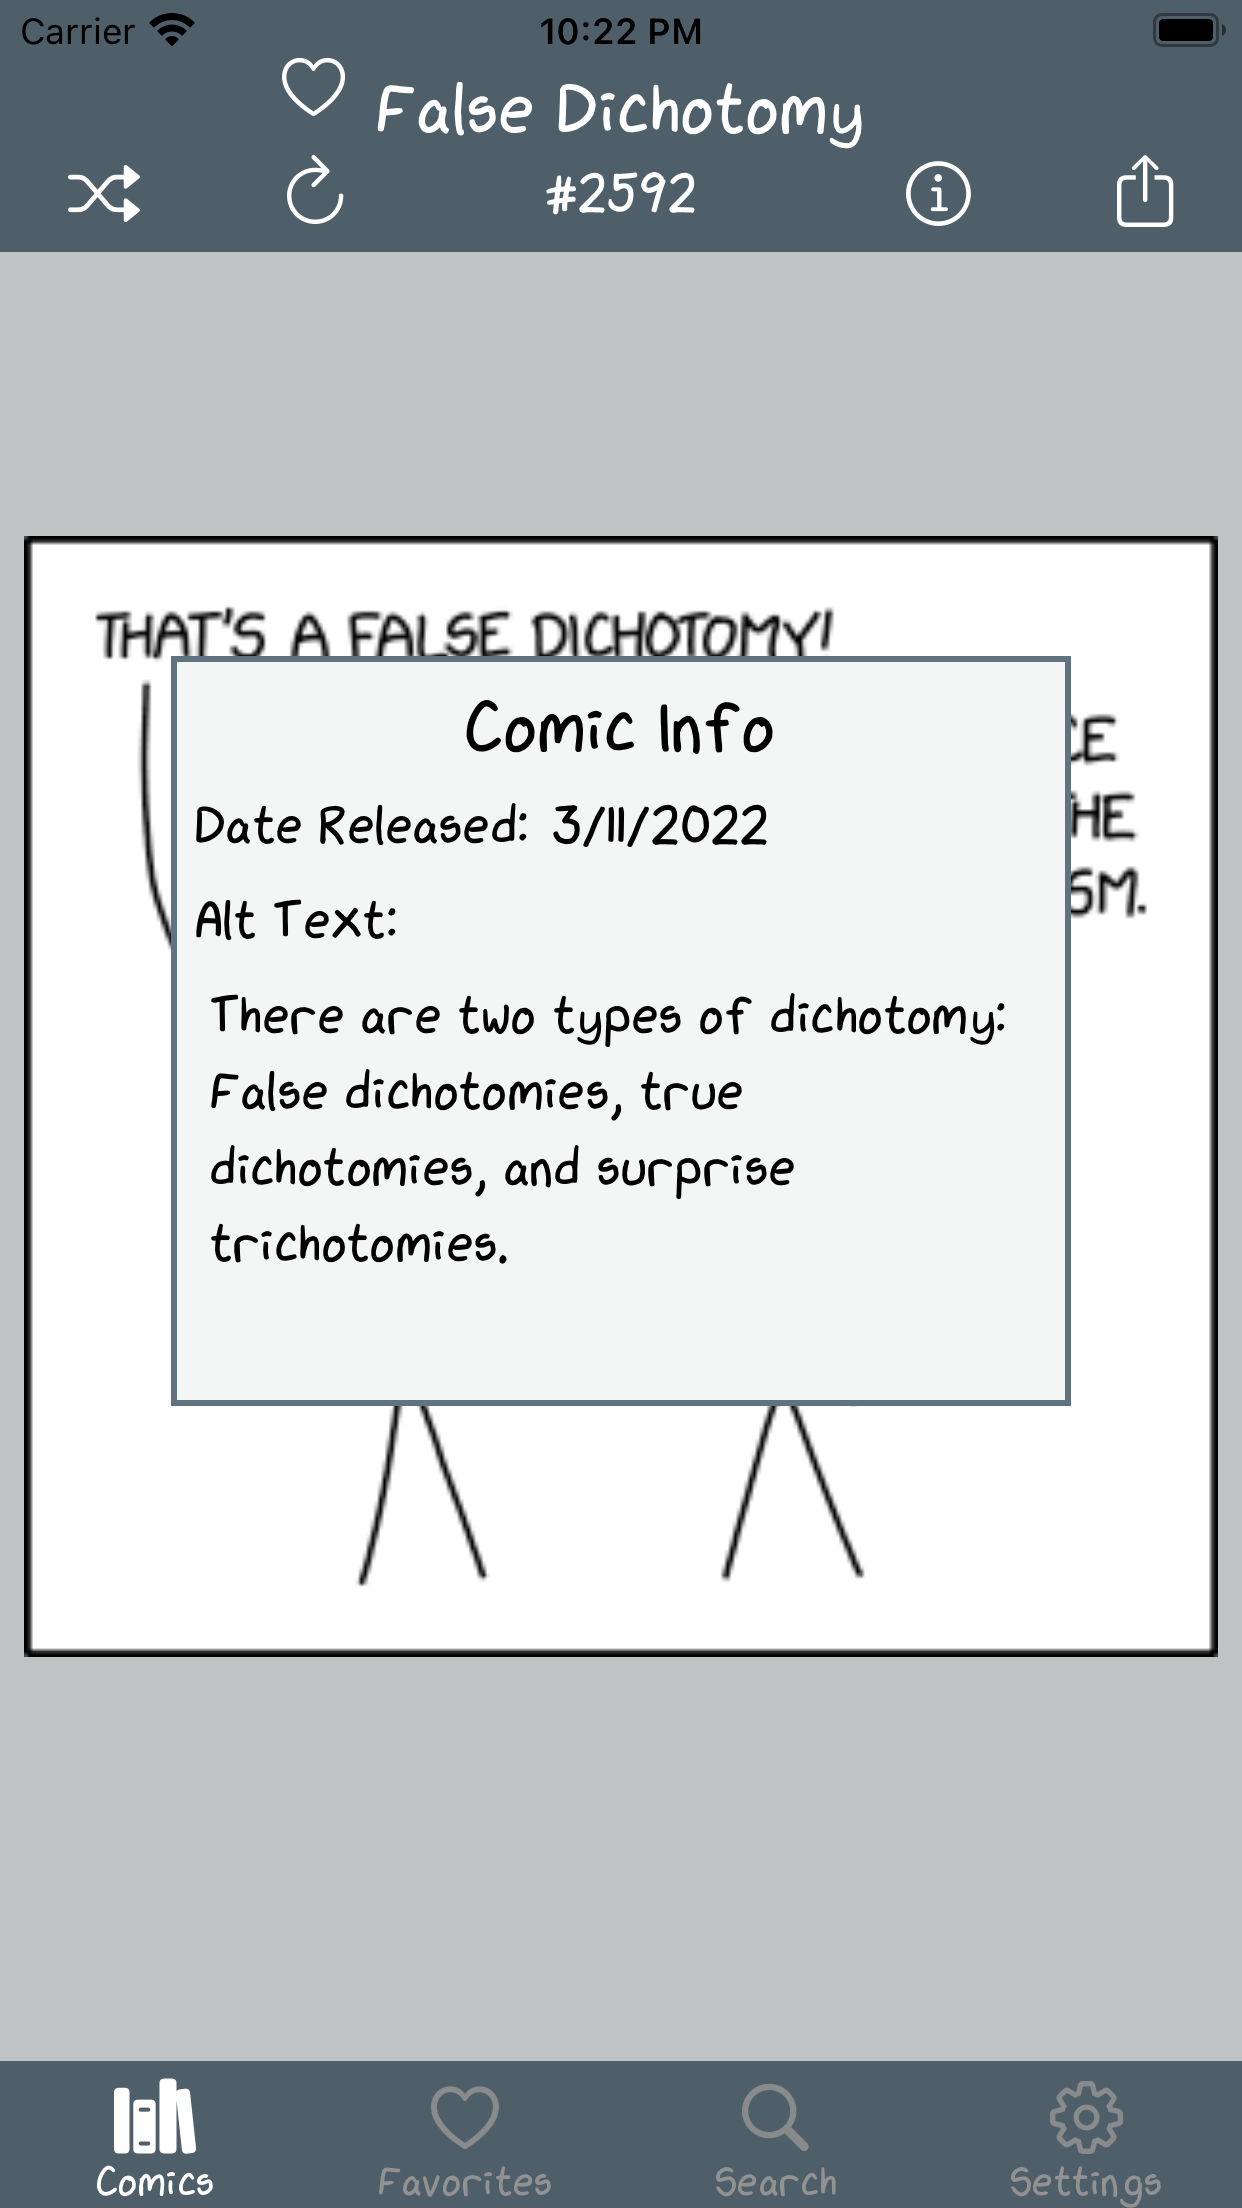 Carrier
10:22 PM
False Dichotomy
#2592
THAT'S A FALSE DICHOTOMY!
Comic Info
Date Released: 3/11/2022
Alt Text:
There are two types of dichotomy:
False dichotomies, true
dichotomies, and surprise
trichotomies.
Comics
Favorites
Search
Settings